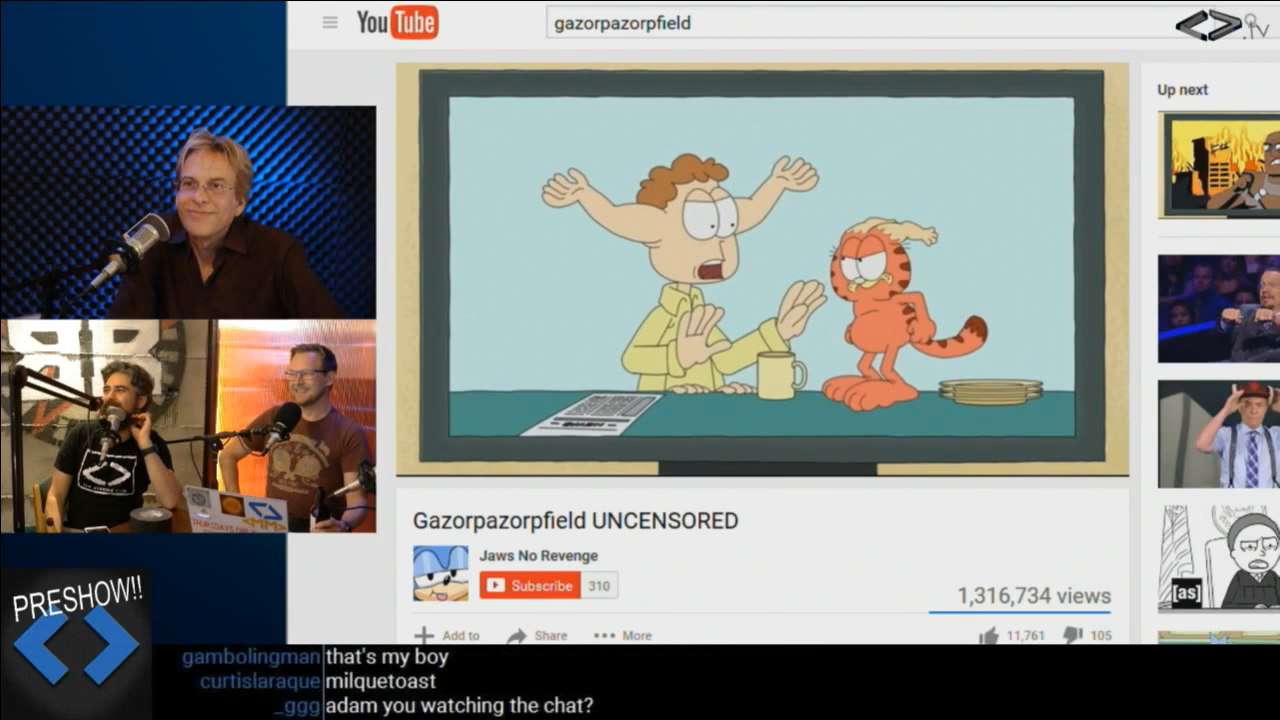 YouTube
gazorpazorpfield
<>.tv
Up next
[as]
Gazorpazorpfield UNCENSORED
Jaws No Revenge
Subscribe 310
1,316,734 views
Add to Share More 11,761 105
PRESHOW!!
gambolingman that's my boy
curtislaraque milquetoast
_ggg adam you watching the chat?